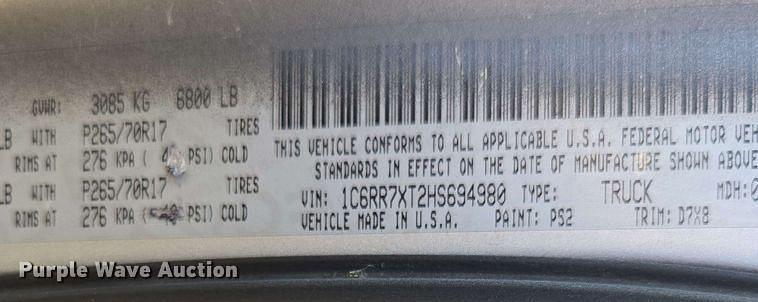 GVWR: 3085 KG 6800 LB
LB WITH P265/70R17 TIRES
RIMS AT 276 KPA ( PSI) COLD
LB WITH P265/70R17 TIRES
RIMS AT 276 KPA (40 PSI) COLD
THIS VEHICLE CONFORMS TO ALL APPLICABLE U.S.A. FEDERAL MOTOR VEH
STANDARDS IN EFFECT ON THE DATE OF MANUFACTURE SHOWN ABOVE
VIN: 1C6RR7XT2HS694980 TYPE: TRUCK MDH:0
VEHICLE MADE IN U.S.A. PAINT: PS2 TRIM: D7X8
Purple Wave Auction